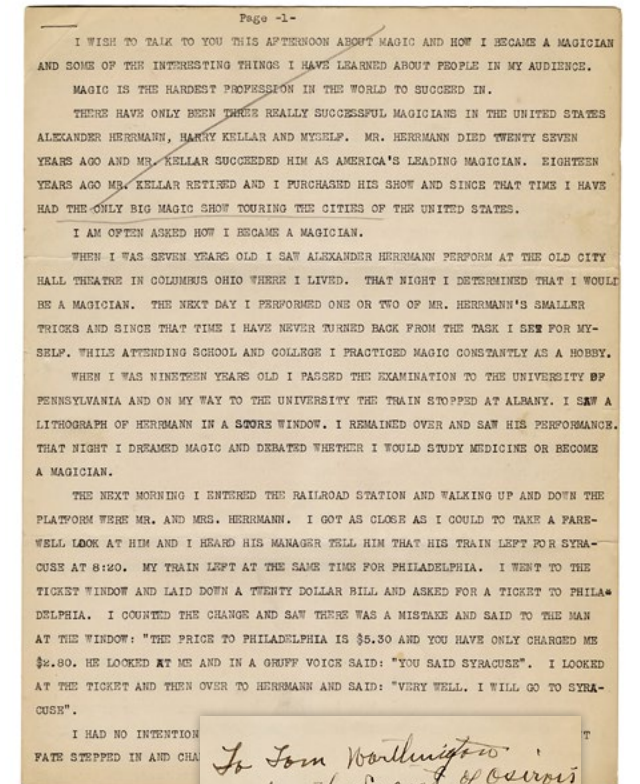 Page -1-
I WISH TO TALK TO YOU THIS AFTERNOON ABOUT MAGIC AND HOW I BECAME A MAGICIAN
AND SOME OF THE INTERESTING THINGS I HAVE LEARNED ABOUT PEOPLE IN MY AUDIENCE.
MAGIC IS THE HARDEST PROFESSION IN THE WORLD TO SUCCEED IN.
THERE HAVE ONLY BEEN THREE REALLY SUCCESSFUL MAGICIANS IN THE UNITED STATES
ALEXANDER HERRMANN, HARRY KELLAR AND MYSELF. MR. HERRMANN DIED TWENTY SEVEN
YEARS AGO AND MR. KELLAR SUCCEEDED HIM AS AMERICA'S LEADING MAGICIAN. EIGHTEEN
YEARS AGO MR. KELLAR RETIRED AND I PURCHASED HIS SHOW AND SINCE THAT TIME I HAVE
HAD THE ONLY BIG MAGIC SHOW TOURING THE CITIES OF THE UNITED STATES.
I AM OFTEN ASKED HOW I BECAME A MAGICIAN.
WHEN I WAS SEVEN YEARS OLD I SAW ALEXANDER HERRMANN PERFORM AT THE OLD CITY
HALL THEATRE IN COLUMBUS OHIO WHERE I LIVED. THAT NIGHT I DETERMINED THAT I WOULD
BE A MAGICIAN. THE NEXT DAY I PERFORMED ONE OR TWO OF MR. HERRMANN'S SMALLER
TRICKS AND SINCE THAT TIME I HAVE NEVER TURNED BACK FROM THE TASK I SET FOR MY-
SELF. WHILE ATTENDING SCHOOL AND COLLEGE I PRACTICED MAGIC CONSTANTLY AS A HOBBY.
WHEN I WAS NINETEEN YEARS OLD I PASSED THE EXAMINATION TO THE UNIVERSITY OF
PENNSYLVANIA AND ON MY WAY TO THE UNIVERSITY THE TRAIN STOPPED AT ALBANY. I SAW A
LITHOGRAPH OF HERRMANN IN A STORE WINDOW. I REMAINED OVER AND SAW HIS PERFORMANCE.
THAT NIGHT I DREAMED MAGIC AND DEBATED WHETHER I WOULD STUDY MEDICINE OR BECOME
A MAGICIAN.
THE NEXT MORNING I ENTERED THE RAILROAD STATION AND WALKING UP AND DOWN THE
PLATFORM WERE MR. AND MRS. HERRMANN. I GOT AS CLOSE AS I COULD TO TAKE A FARE-
WELL LOOK AT HIM AND I HEARD HIS MANAGER TELL HIM THAT HIS TRAIN LEFT FOR SYRA-
CUSE AT 8:20. MY TRAIN LEFT AT THE SAME TIME FOR PHILADELPHIA. I WENT TO THE
TICKET WINDOW AND LAID DOWN A TWENTY DOLLAR BILL AND ASKED FOR A TICKET TO PHILA-
DELPHIA. I COUNTED THE CHANGE AND SAW THERE WAS A MISTAKE AND SAID TO THE MAN
AT THE WINDOW: "THE PRICE TO PHILADELPHIA IS $5.30 AND YOU HAVE ONLY CHARGED ME
$2.80. HE LOOKED AT ME AND IN A GRUFF VOICE SAID: "YOU SAID SYRACUSE". I LOOKED
AT THE TICKET AND THEN OVER TO HERRMANN AND SAID: "VERY WELL. I WILL GO TO SYRA-
CUSE".
I HAD NO INTENTION
FATE STEPPED IN AND CHA
To Tom Worthington
of Osiris